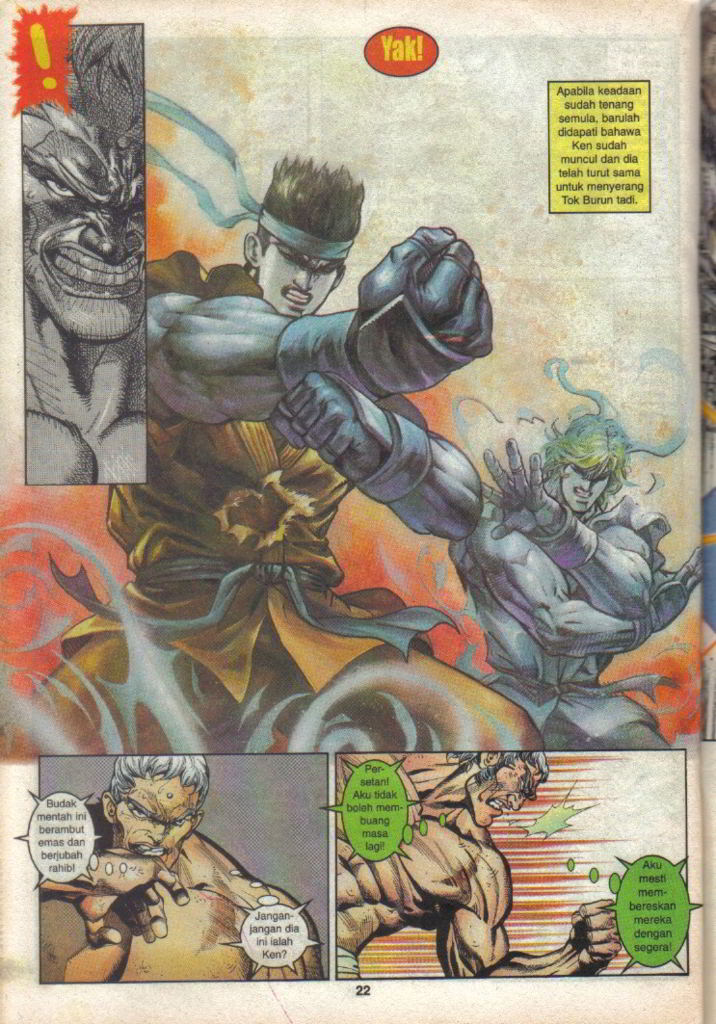 !
Yak!
Apabila keadaan
sudah tenang
semula, barulah
didapati bahawa
Ken sudah
muncul dan dia
telah turut sama
untuk menyerang
Tok Burun tadi.
Budak
mentah ini
berambut
emas dan
berjubah
rahib!
Jangan-
jangan dia
ini ialah
Ken?
Per-
setan!
Aku tidak
boleh mem-
buang
masa
lagi!
Aku
mesti
mem-
bereskan
mereka
dengan
segera!
22